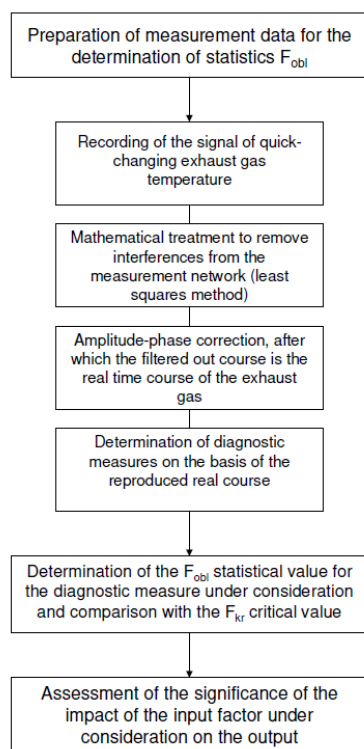 Preparation of measurement data for the
determination of statistics Fobl
Recording of the signal of quick-
changing exhaust gas
temperature
Mathematical treatment to remove
interferences from the
measurement network (least
squares method)
Amplitude-phase correction, after
which the filtered out course is the
real time course of the exhaust
gas
Determination of diagnostic
measures on the basis of the
reproduced real course
Determination of the Fobl statistical value for
the diagnostic measure under consideration
and comparison with the Fkr critical value
Assessment of the significance of the
impact of the input factor under
consideration on the output